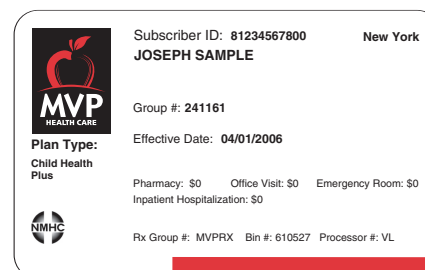 Subscriber ID: 81234567800 New York
JOSEPH SAMPLE
MVP
HEALTH CARE
Group #: 241161
Plan Type:
Effective Date: 04/01/2006
Child Health
Plus
Pharmacy: $0 Office Visit: $0 Emergency Room: $0
Inpatient Hospitalization: $0
NMHC
Rx Group #: MVPRX Bin #: 610527 Processor #: VL